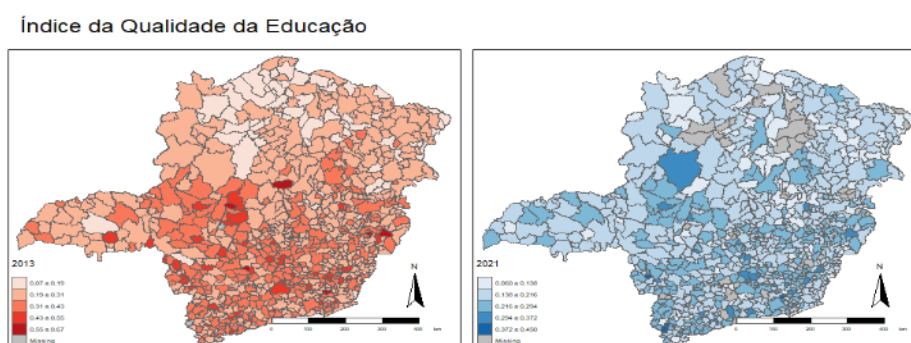 Índice da Qualidade da Educação
2013
0.07 a 0.19
0.19 a 0.31
0.31 a 0.43
0.43 a 0.55
0.55 a 0.67
Missing
N
0 100 200 300 400 km
2021
0.060 a 0.138
0.138 a 0.216
0.216 a 0.294
0.294 a 0.372
0.372 a 0.450
Missing
N
0 100 200 300 400 km